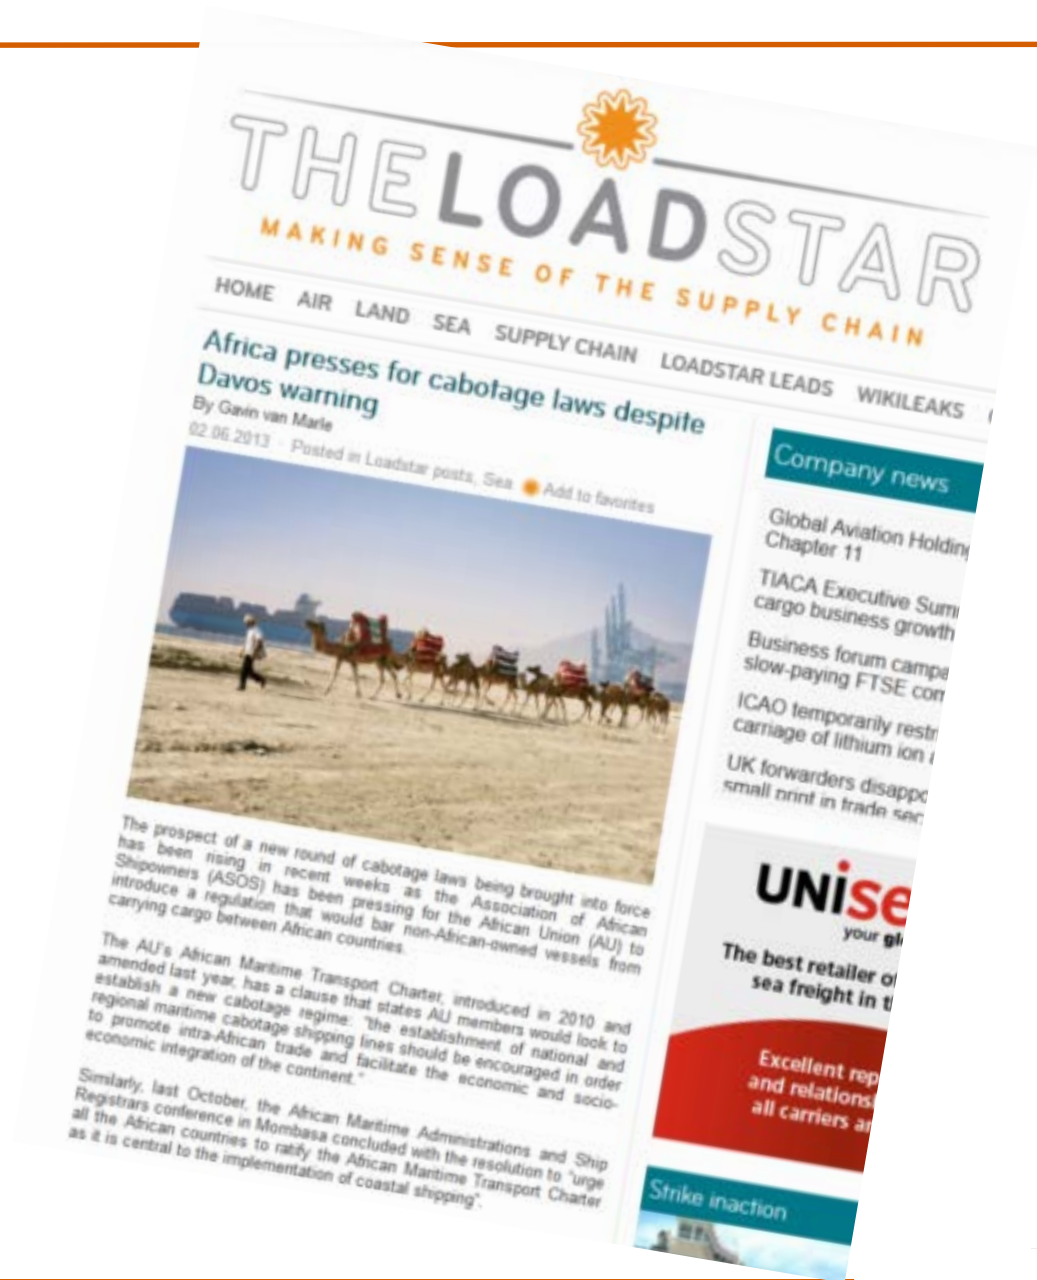 THELOADSTAR
MAKING SENSE OF THE SUPPLY CHAIN
HOME AIR LAND SEA SUPPLY CHAIN LOADSTAR LEADS WIKILEAKS
Africa presses for cabotage laws despite
Davos warning
By Gavin van Marle
02.06.2013 · Posted in Loadstar posts, Sea Add to favorites
The prospect of a new round of cabotage laws being brought into force
has been rising in recent weeks as the Association of African
Shipowners (ASOS) has been pressing for the African Union (AU) to
introduce a regulation that would bar non-African-owned vessels from
carrying cargo between African countries.
The AU's African Maritime Transport Charter, introduced in 2010 and
amended last year, has a clause that states AU members would look to
establish a new cabotage regime: "the establishment of national and
regional maritime cabotage shipping lines should be encouraged in order
to promote intra-African trade and facilitate the economic and socio-
economic integration of the continent."
Similarly, last October, the African Maritime Administrations and Ship
Registrars conference in Mombasa concluded with the resolution to "urge
all the African countries to ratify the African Maritime Transport Charter
as it is central to the implementation of coastal shipping".
Company news
Global Aviation Holding
Chapter 11
TIACA Executive Sum
cargo business growth
Business forum campa
slow-paying FTSE com
ICAO temporarily restr
carriage of lithium ion
UK forwarders disappo
small print in trade sec
UNise
your gl
The best retailer o
sea freight in t
Excellent rep
and relations
all carriers a
Strike inaction